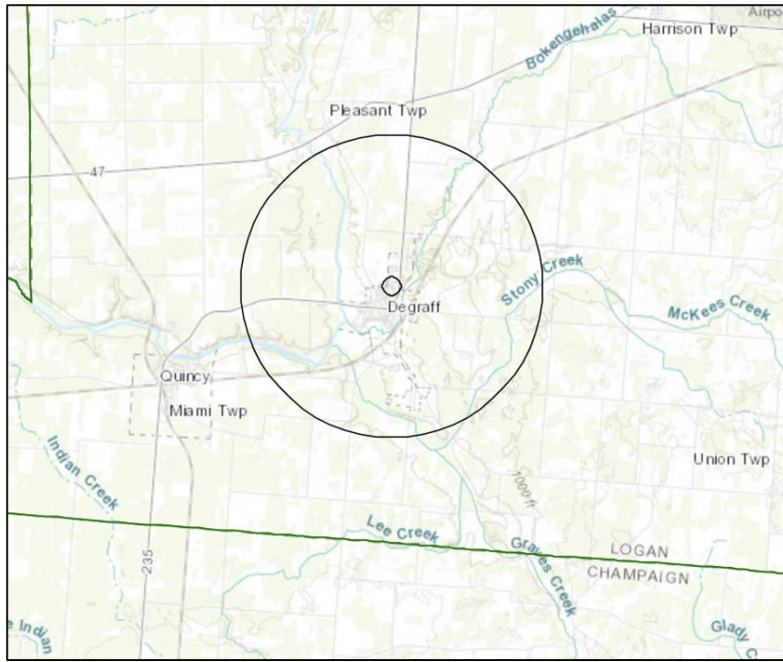 Airpo
Harrison Twp
Bokengehalas
Pleasant Twp
47
Stony Creek
Degraff
McKees Creek
Quincy
Miami Twp
Union Twp
Indian Creek
1000 ft
Lee Creek
Graves Creek
LOGAN
CHAMPAIGN
235
e Indian
Glady C